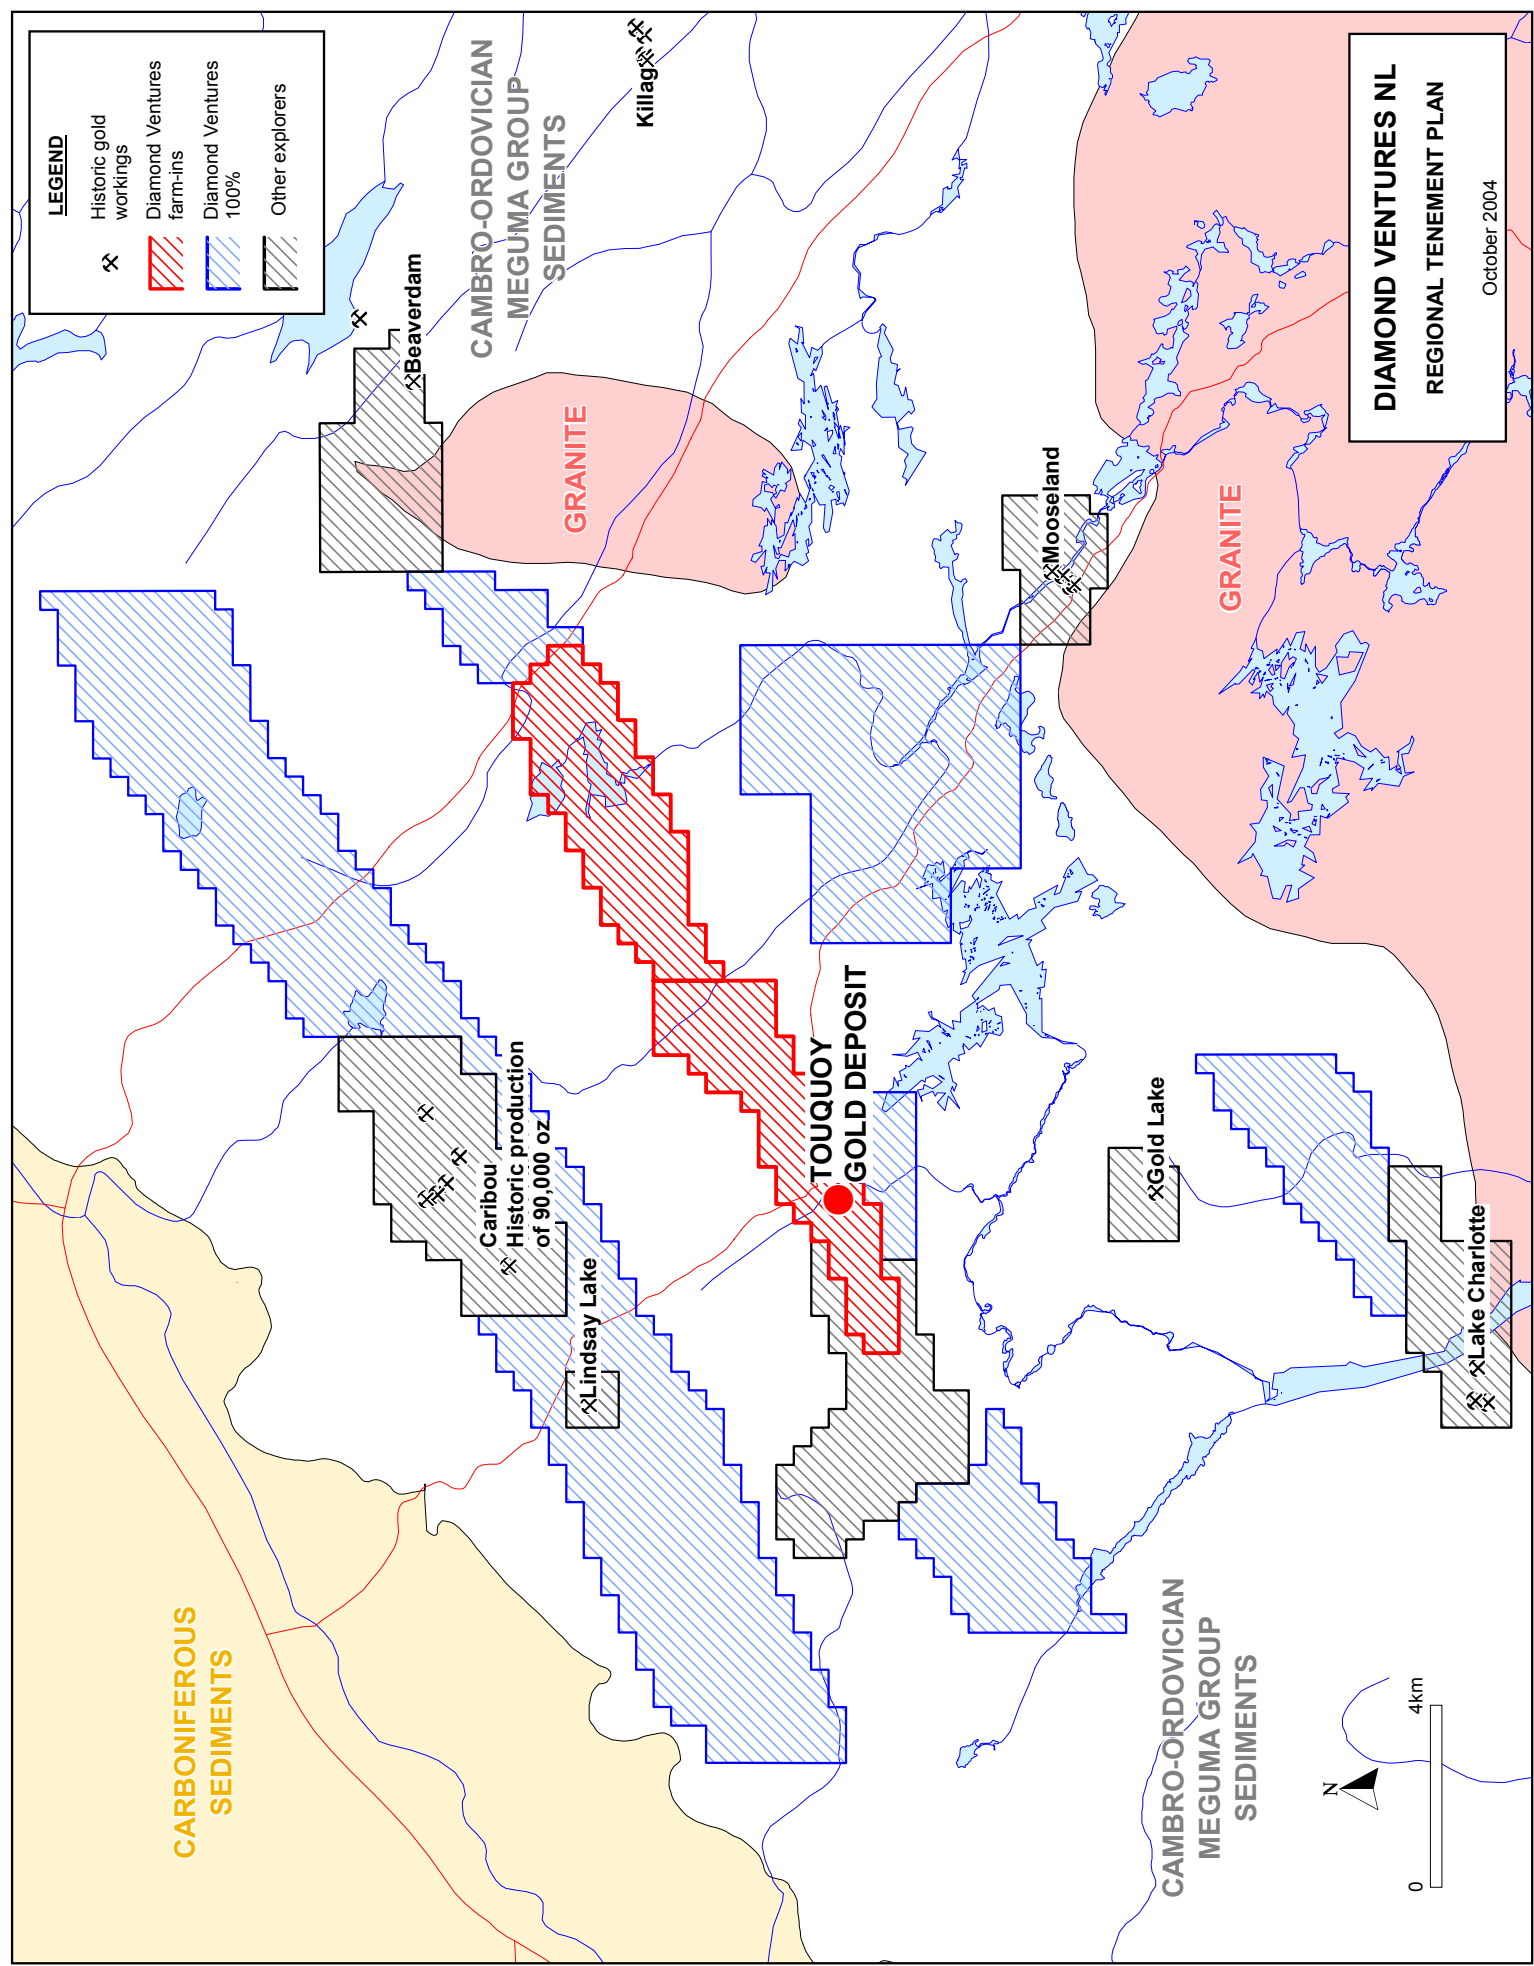 CARBONIFEROUS
SEDIMENTS
LEGEND
Historic gold
workings
Diamond Ventures
farm-ins
Diamond Ventures
100%
Other explorers
Beaverdam
CAMBRO-ORDOVICIAN
MEGUMA GROUP
SEDIMENTS
Killag
Caribou
Historic production
of 90,000 oz.
Lindsay Lake
GRANITE
TOUQUOY
GOLD DEPOSIT
Mooseland
Gold Lake
GRANITE
CAMBRO-ORDOVICIAN
MEGUMA GROUP
SEDIMENTS
Lake Charlotte
N
0
4km
DIAMOND VENTURES NL
REGIONAL TENEMENT PLAN
October 2004